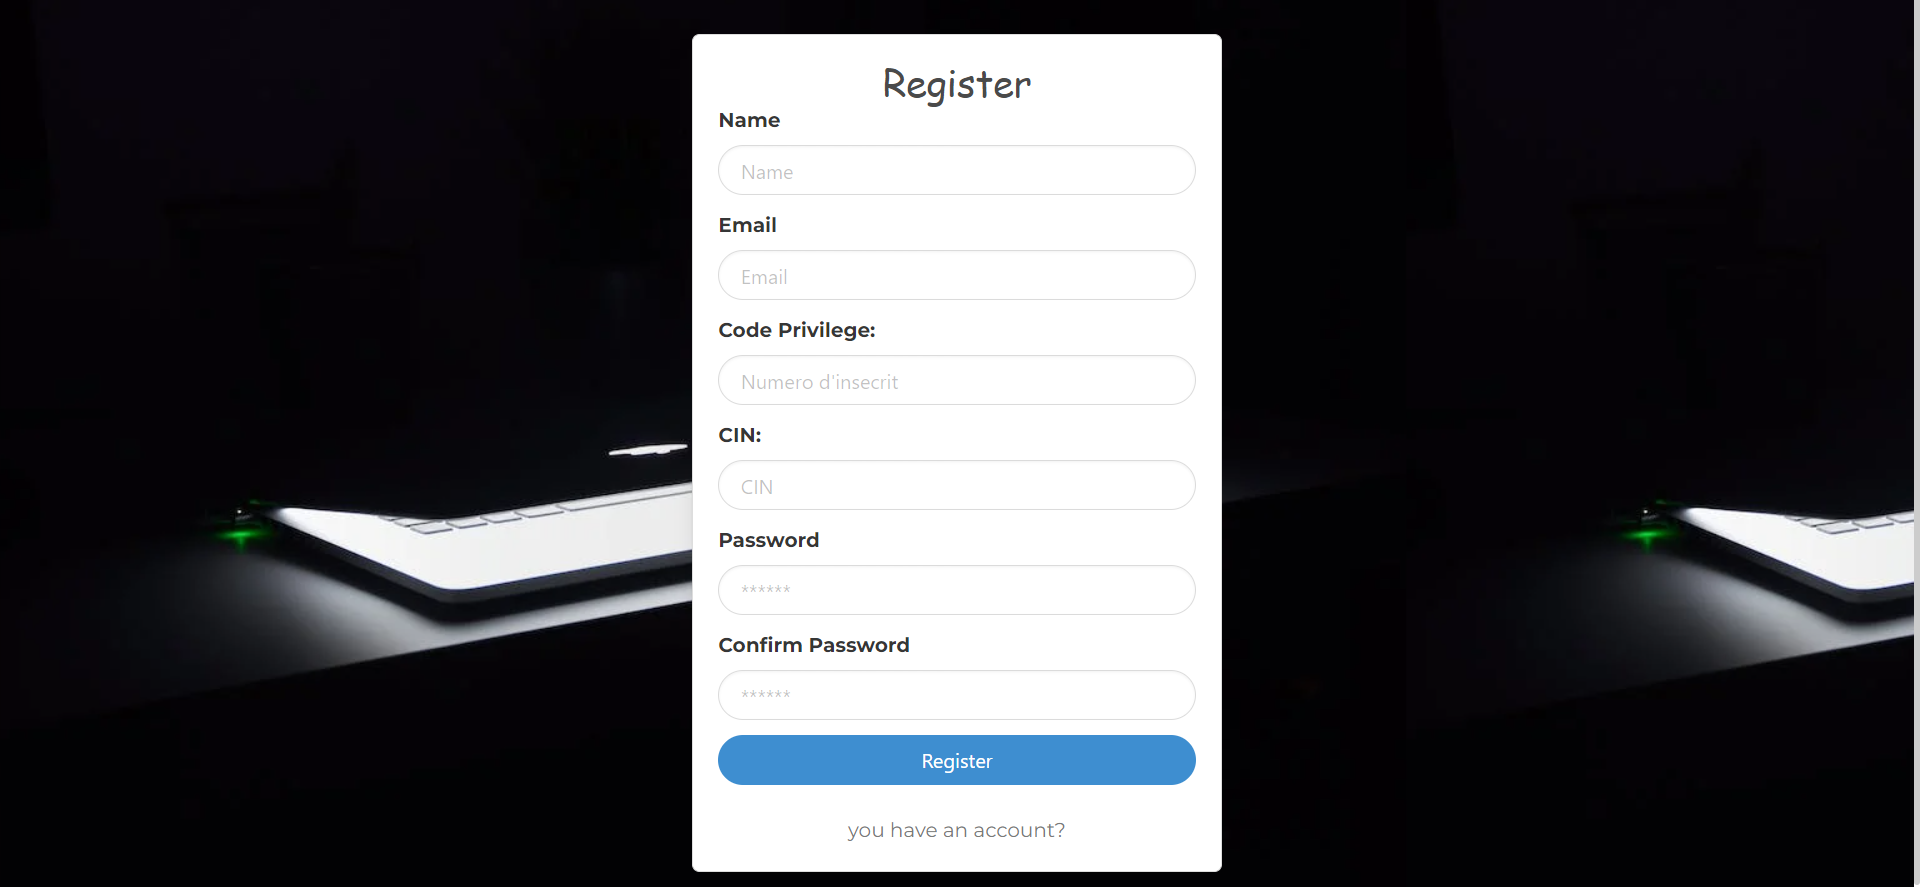 Register
Name
Name
Email
Email
Code Privilege:
Numero d'insecrit
CIN:
CIN
Password
******
Confirm Password
******
Register
you have an account?